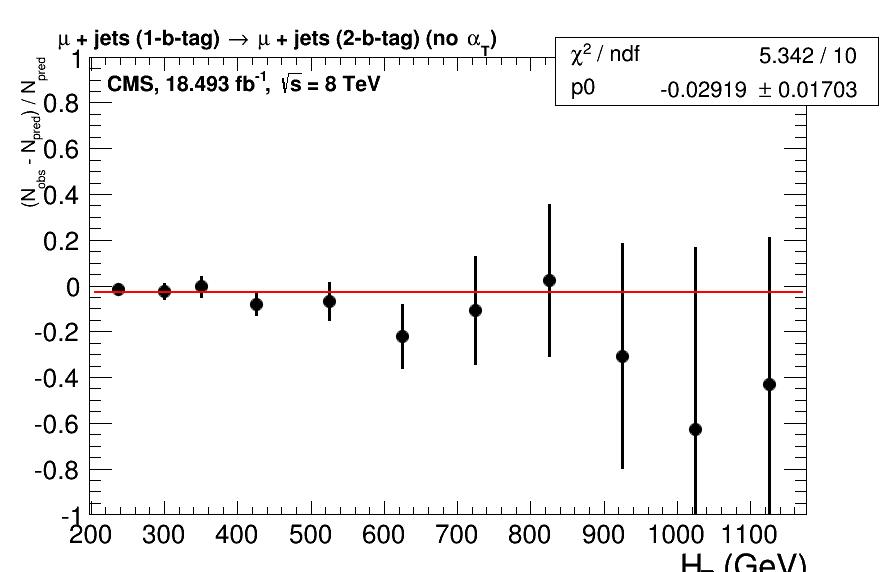 μ + jets (1-b-tag) → μ + jets (2-b-tag) (no α_T)
χ² / ndf 5.342 / 10
p0 -0.02919 ± 0.01703
CMS, 18.493 fb⁻¹, √s = 8 TeV
(N_obs - N_pred) / N_pred
1
0.8
0.6
0.4
0.2
0
-0.2
-0.4
-0.6
-0.8
-1
200 300 400 500 600 700 800 900 1000 1100
(GeV)